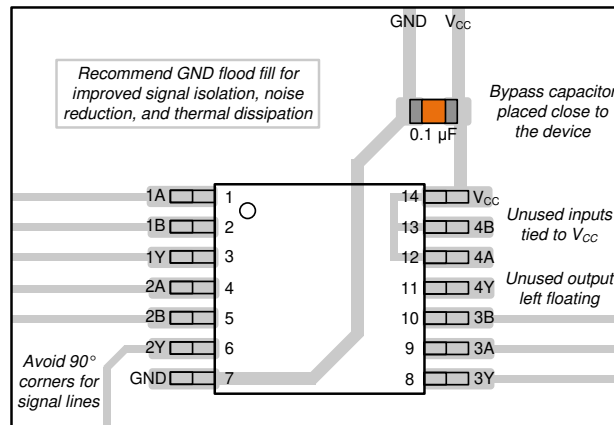 GND
V_CC
Recommend GND flood fill for
improved signal isolation, noise
reduction, and thermal dissipation
Bypass capacitor
placed close to
the device
0.1 µF
1A 1
1B 2
1Y 3
2A 4
2B 5
2Y 6
GND 7
14 V_CC
13 4B
12 4A
11 4Y
10 3B
9 3A
8 3Y
Unused inputs
tied to V_CC
Unused output
left floating
Avoid 90°
corners for
signal lines